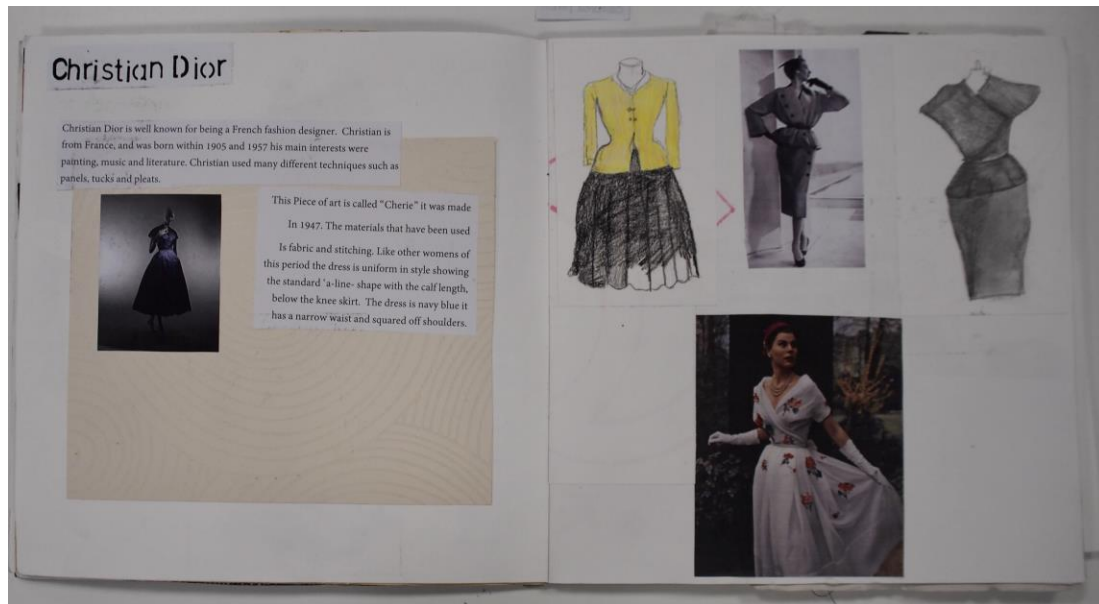 Christian Dior
Christian Dior is well known for being a French fashion designer. Christian is
from France, and was born within 1905 and 1957 his main interests were
painting, music and literature. Christian used many different techniques such as
panels, tucks and pleats.
This Piece of art is called "Cherie" it was made
In 1947. The materials that have been used
Is fabric and stitching. Like other womens of
this period the dress is uniform in style showing
the standard 'a-line- shape with the calf length,
below the knee skirt. The dress is navy blue it
has a narrow waist and squared off shoulders.